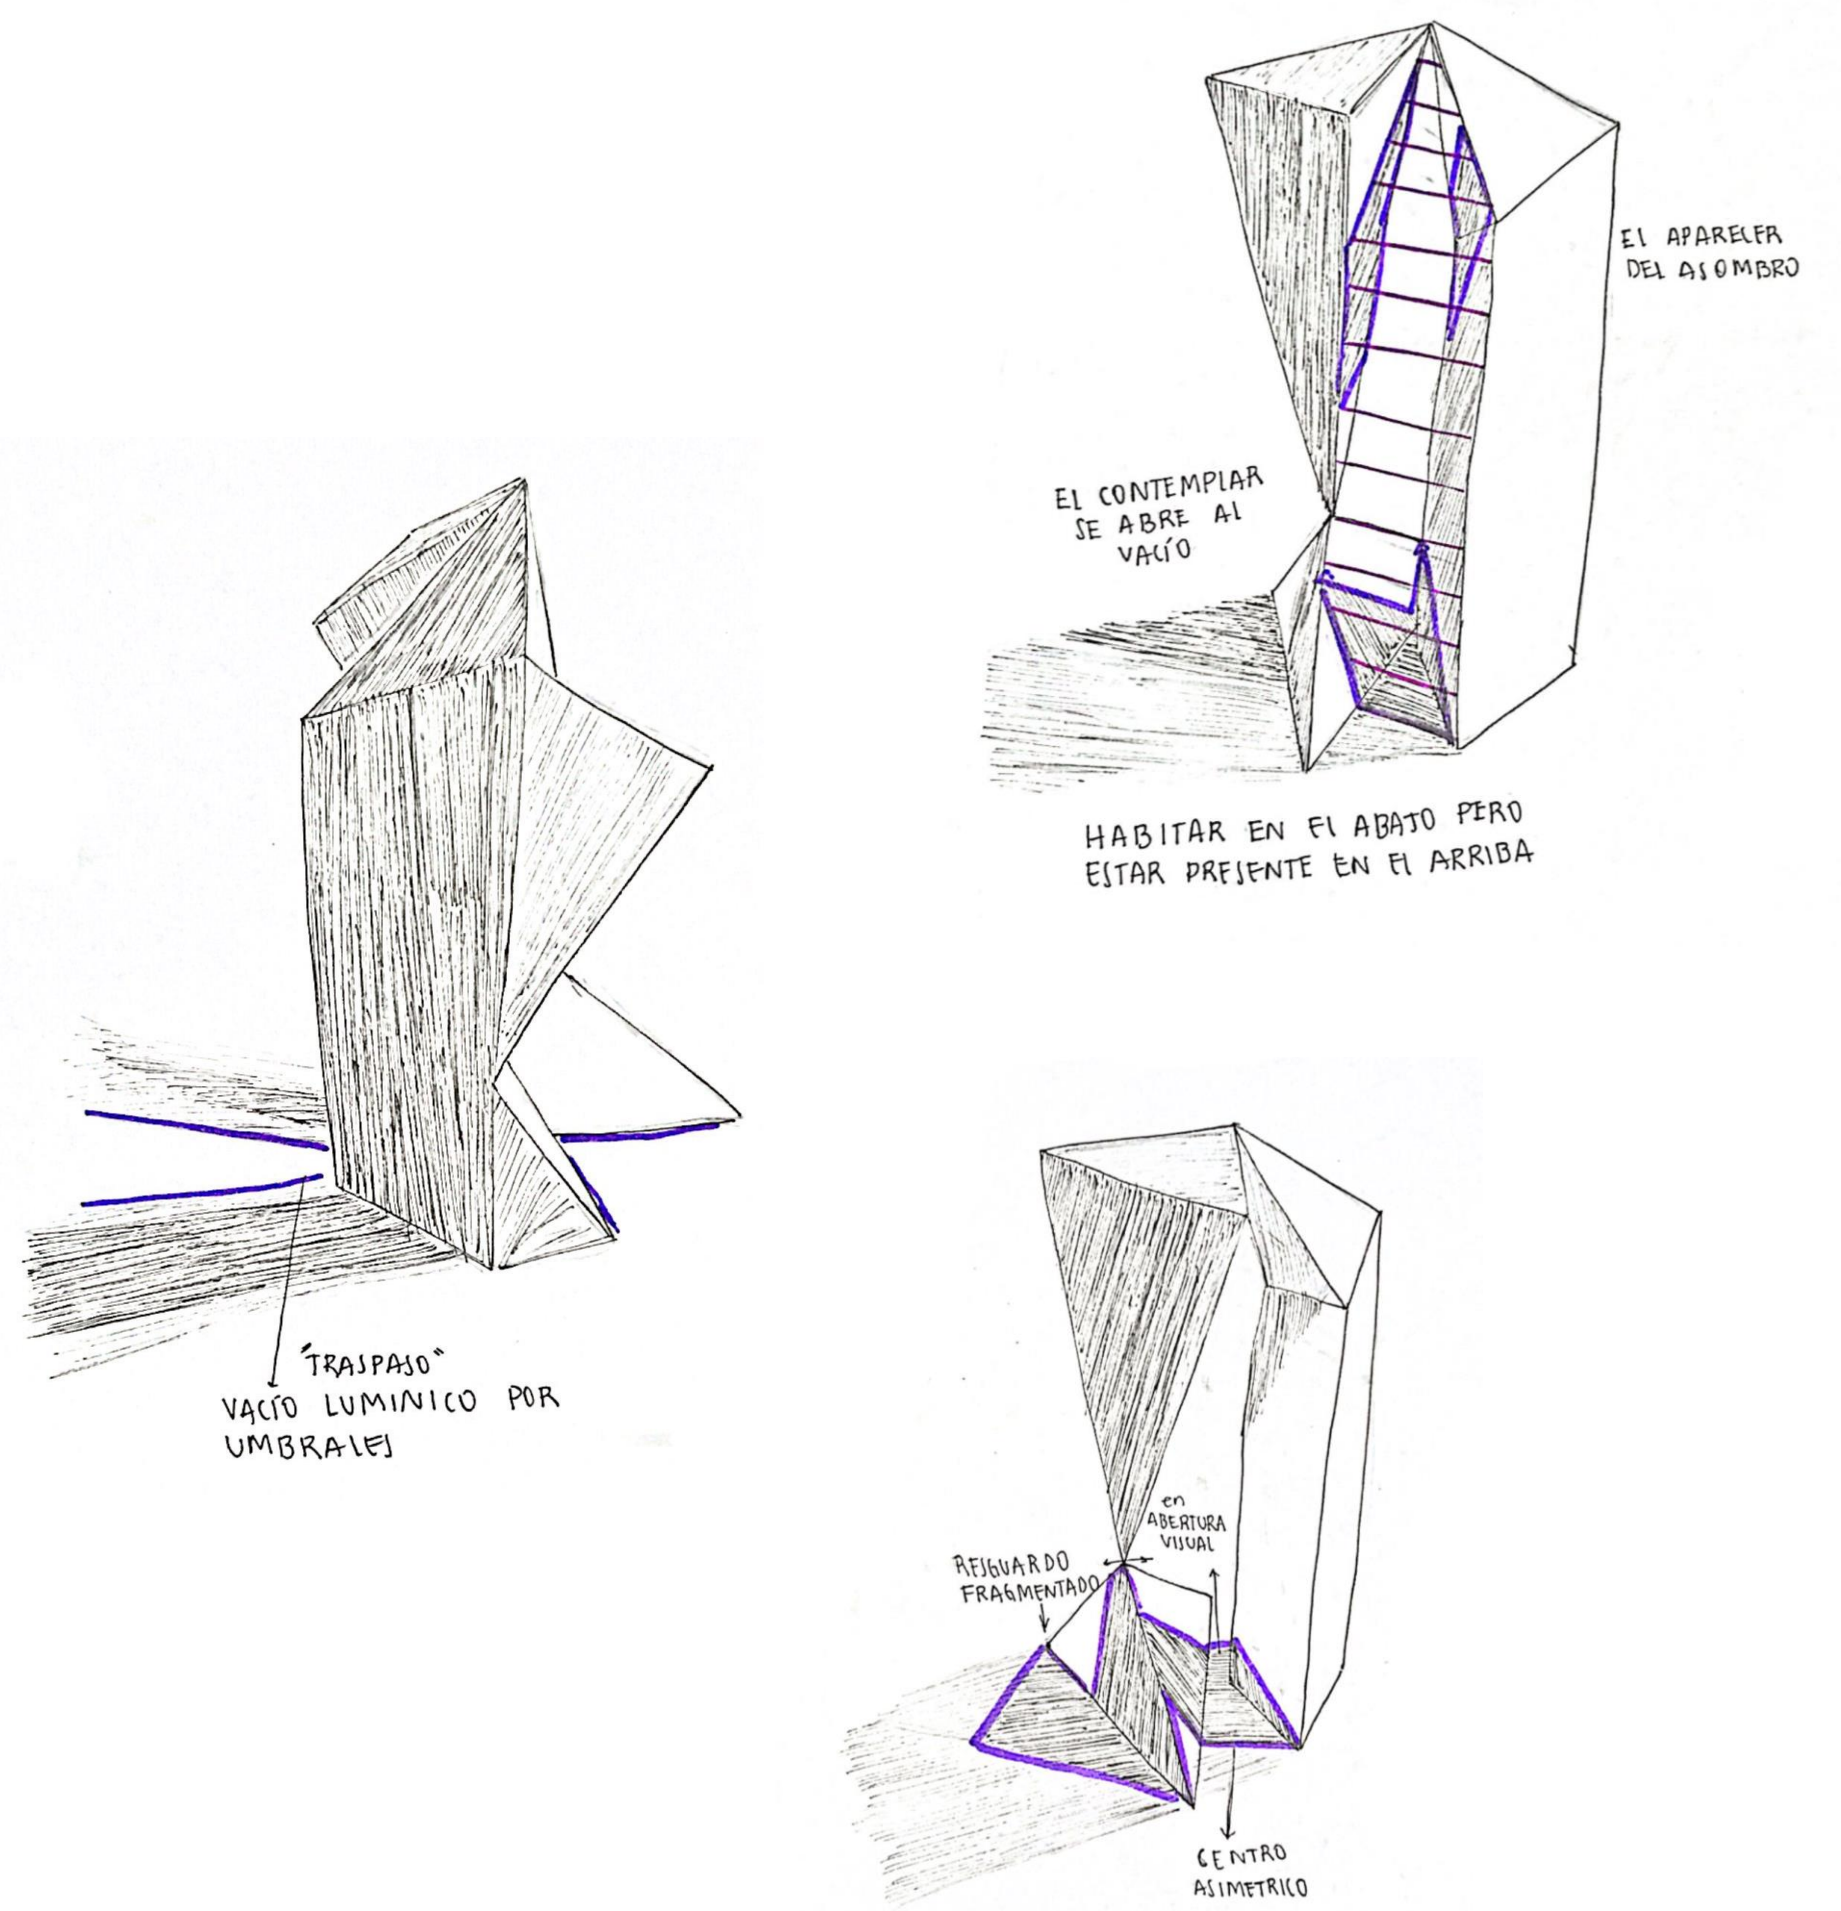 EL APARECER
DEL ASOMBRO
EL CONTEMPLAR
SE ABRE AL
VACÍO
HABITAR EN EL ABAJO PERO
ESTAR PRESENTE EN EL ARRIBA
"TRASPASO"
VACÍO LUMINICO POR
UMBRALES
en
ABERTURA
VISUAL
RESGUARDO
FRAGMENTADO
CENTRO
ASIMETRICO